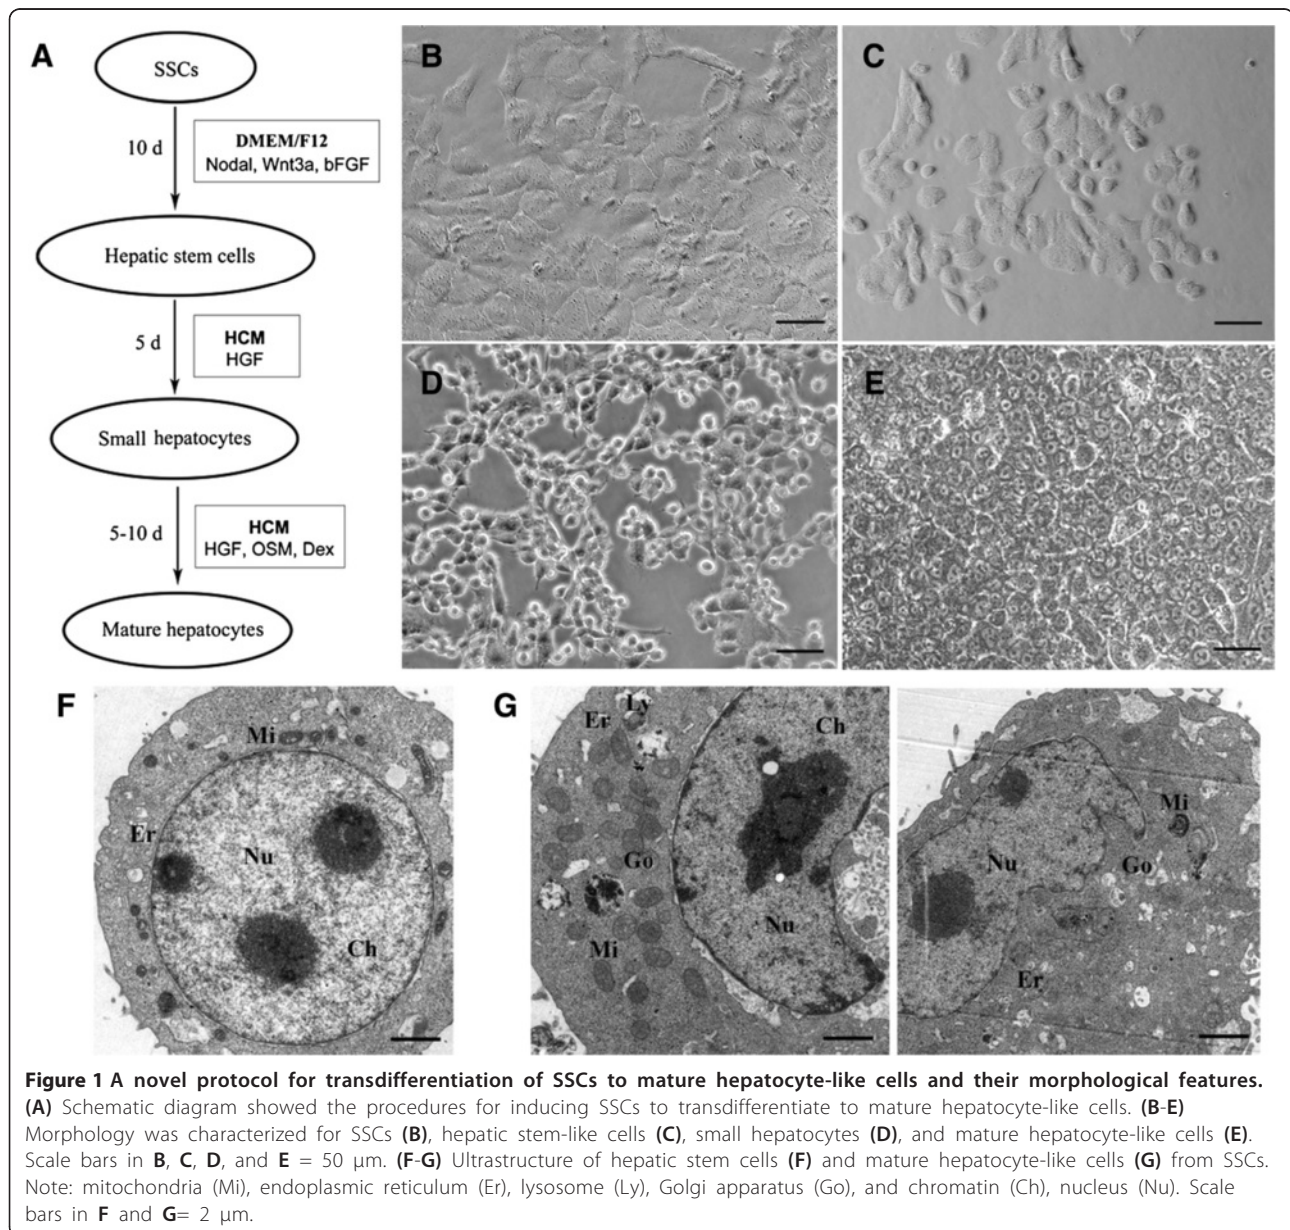 A
SSCs
10 d
DMEM/F12
Nodal, Wnt3a, bFGF
Hepatic stem cells
5 d
HCM
HGF
Small hepatocytes
5-10 d
HCM
HGF, OSM, Dex
Mature hepatocytes
B
C
D
E
F
Mi
Er
Nu
Ch
G
Ly
Er
Ch
Go
Nu
Mi
Mi
Nu
Go
Er
Figure 1 A novel protocol for transdifferentiation of SSCs to mature hepatocyte-like cells and their morphological features.
(A) Schematic diagram showed the procedures for inducing SSCs to transdifferentiate to mature hepatocyte-like cells. (B-E)
Morphology was characterized for SSCs (B), hepatic stem-like cells (C), small hepatocytes (D), and mature hepatocyte-like cells (E).
Scale bars in B, C, D, and E = 50 μm. (F-G) Ultrastructure of hepatic stem cells (F) and mature hepatocyte-like cells (G) from SSCs.
Note: mitochondria (Mi), endoplasmic reticulum (Er), lysosome (Ly), Golgi apparatus (Go), and chromatin (Ch), nucleus (Nu). Scale
bars in F and G= 2 μm.